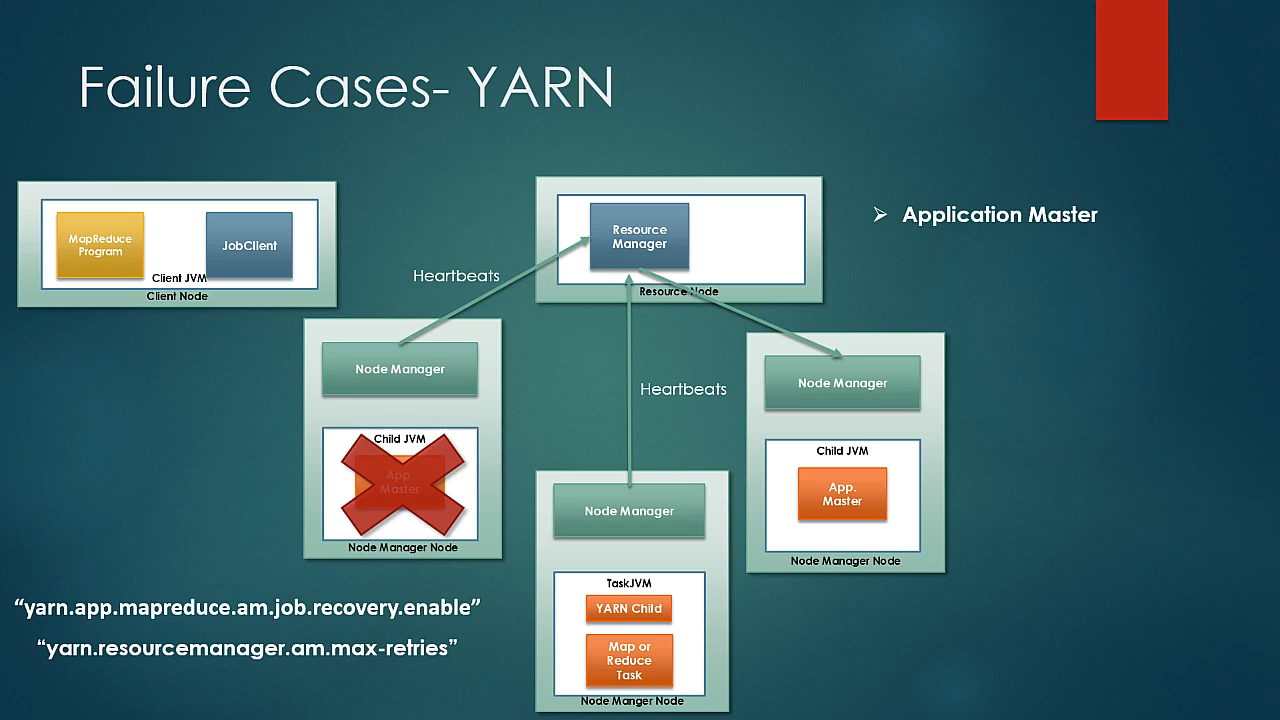 Failure Cases- YARN
MapReduce
Program
JobClient
Client JVM
Client Node
Resource
Manager
Resource Node
Application Master
Heartbeats
Node Manager
Child JVM
App.
Master
Node Manager Node
Heartbeats
Node Manager
Child JVM
App.
Master
Node Manager Node
Node Manager
TaskJVM
YARN Child
Map or
Reduce
Task
Node Manger Node
“yarn.app.mapreduce.am.job.recovery.enable”
“yarn.resourcemanager.am.max-retries”